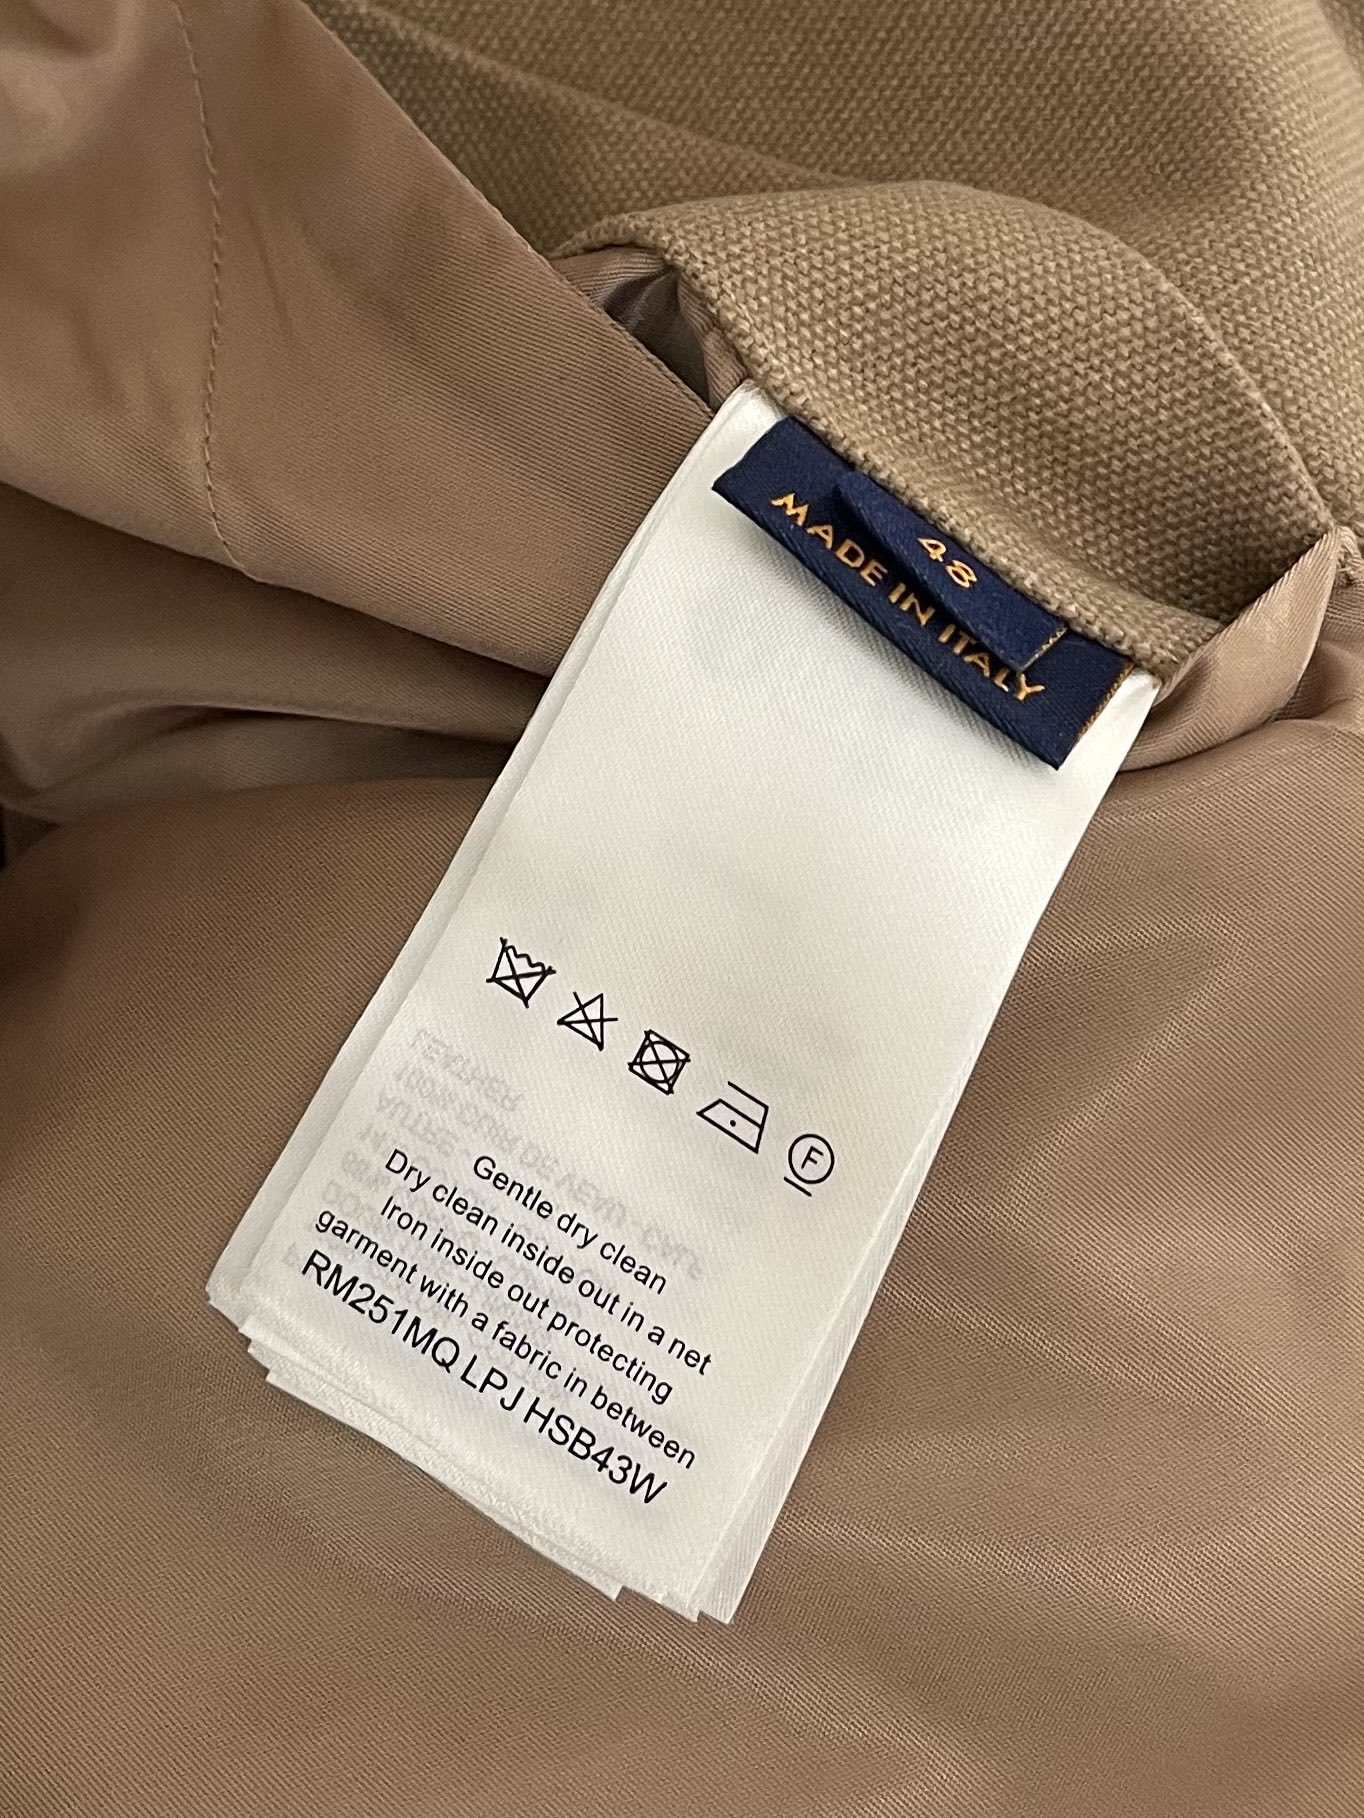 48
MADE IN ITALY
F
Gentle dry clean
Dry clean inside out in a net
Iron inside out protecting
garment with a fabric in between
RM251MQ LPJ HSB43W